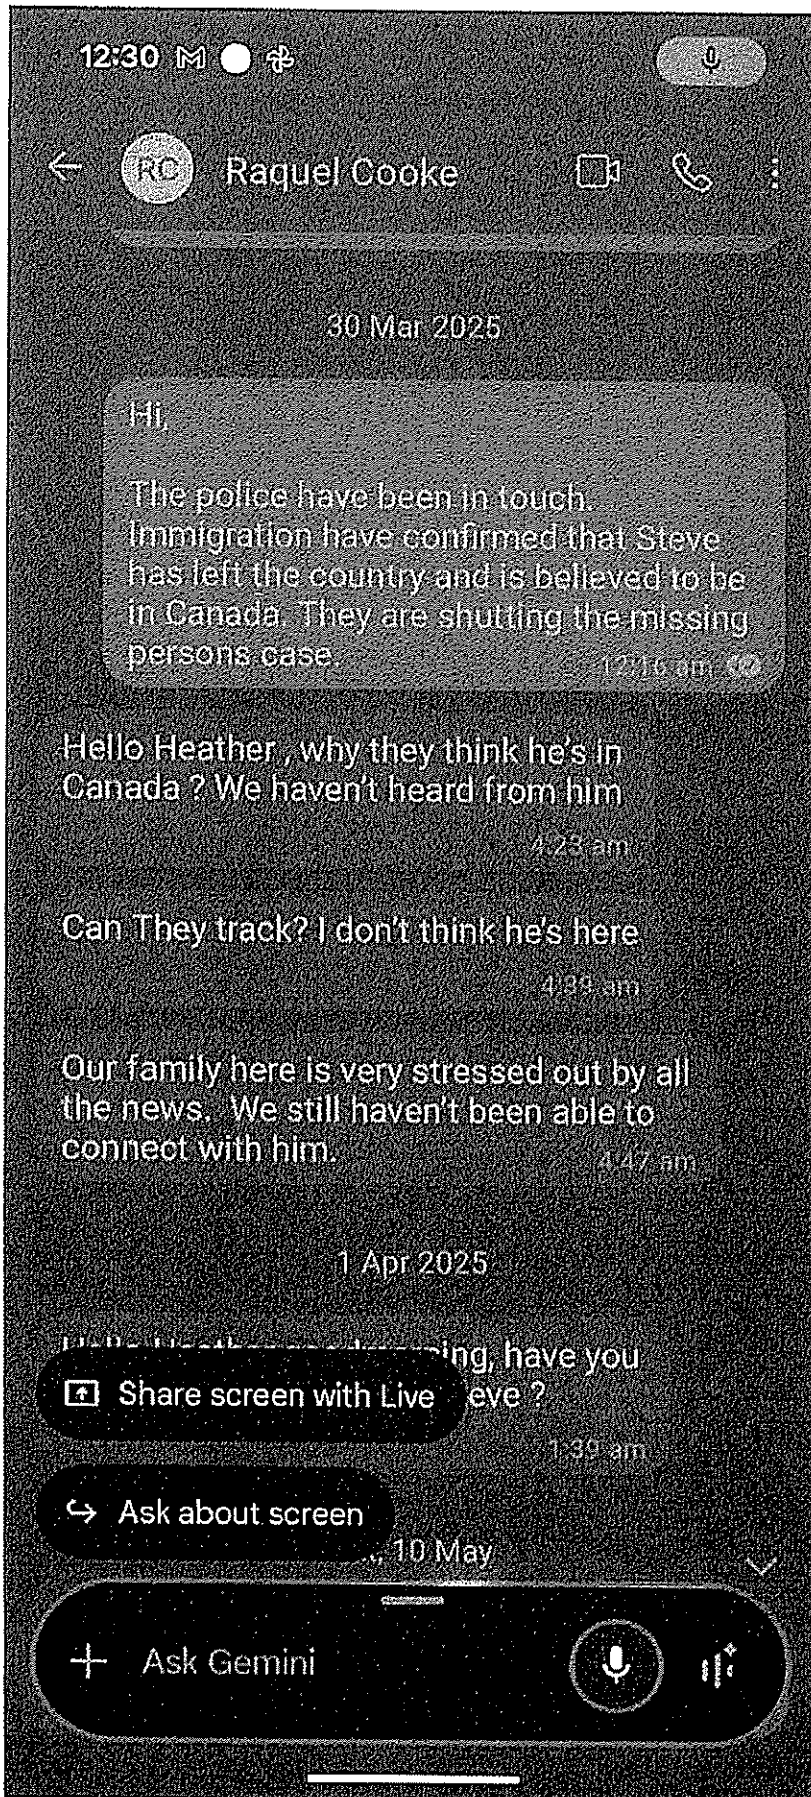 12:30
RC
Raquel Cooke
30 Mar 2025
Hi,
The police have been in touch.
Immigration have confirmed that Steve
has left the country and is believed to be
in Canada. They are shutting the missing
persons case.
12:16 am
Hello Heather , why they think he's in
Canada ? We haven't heard from him
4:23 am
Can They track? I don't think he's here
4:39 am
Our family here is very stressed out by all
the news. We still haven't been able to
connect with him.
4:47 am
1 Apr 2025
Hello Heather, have you
eve ?
1:39 am
Share screen with Live
Ask about screen
10 May
Ask Gemini